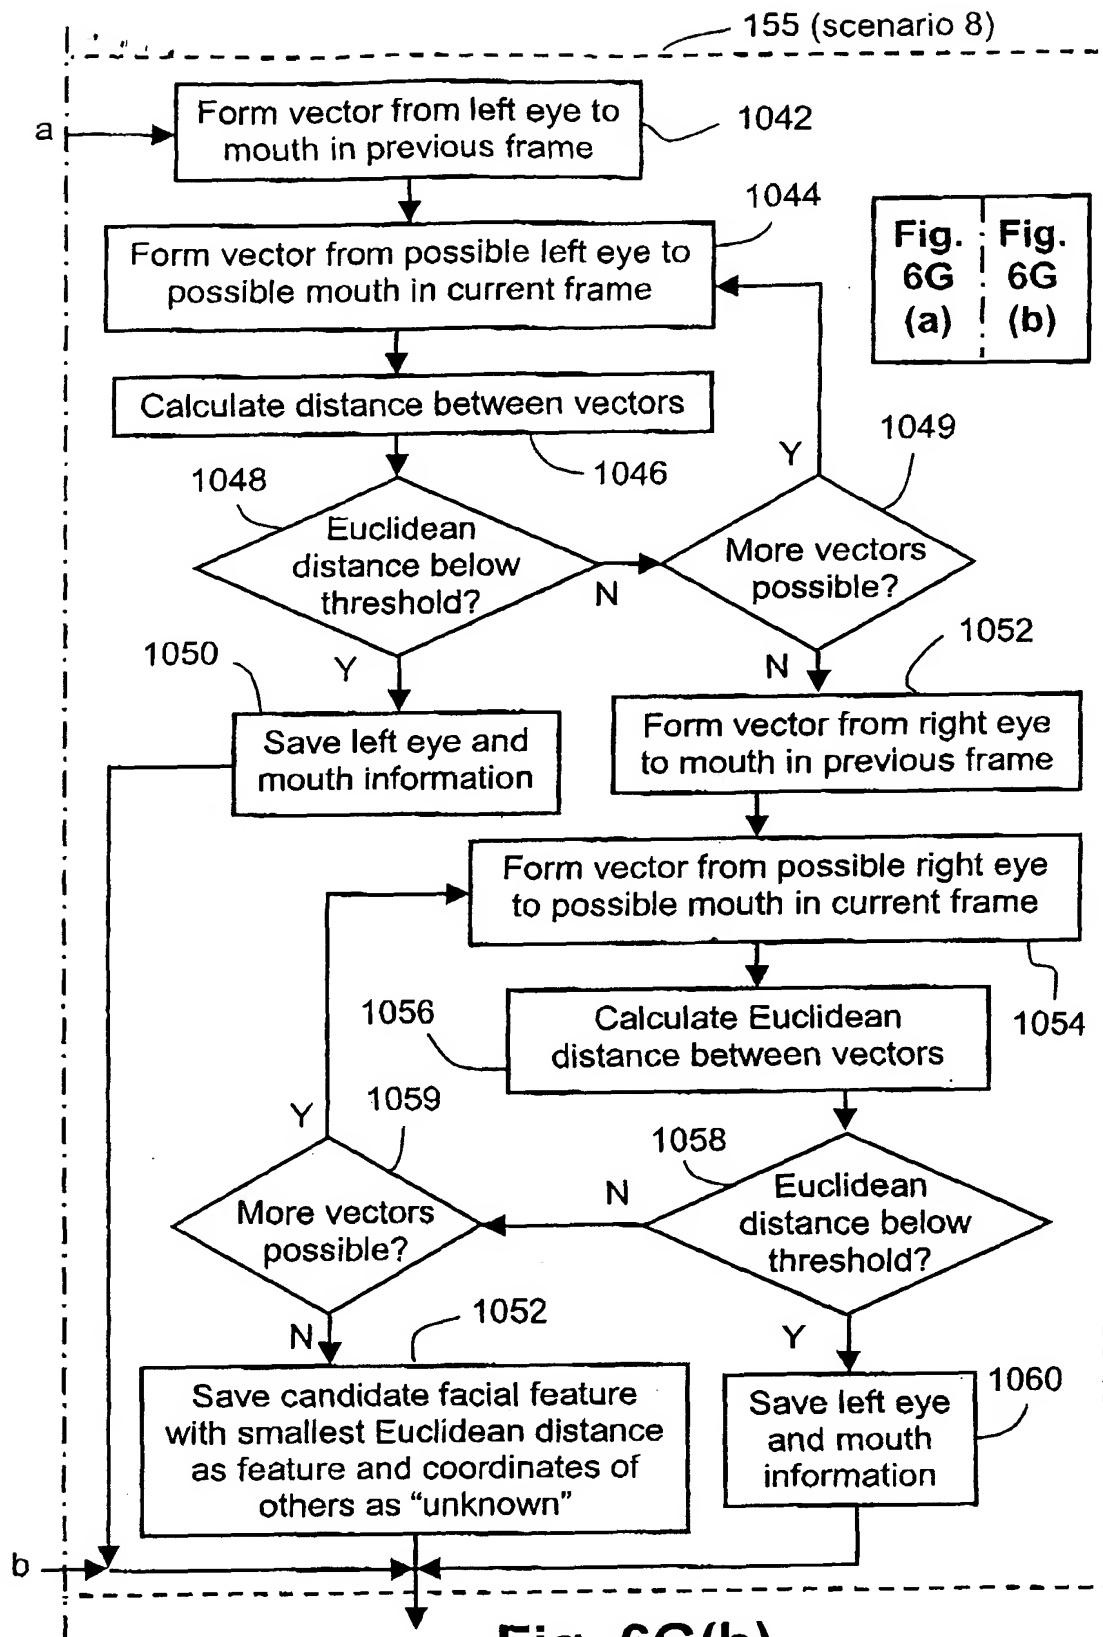 155 (scenario 8)
a
Form vector from left eye to
mouth in previous frame
1042
1044
Form vector from possible left eye to
possible mouth in current frame
Fig.
6G
(a)
Fig.
6G
(b)
Calculate distance between vectors
1046
1048
Euclidean
distance below
threshold?
N
Y
1049
More vectors
possible?
Y
N
1050
Save left eye and
mouth information
1052
Form vector from right eye
to mouth in previous frame
Form vector from possible right eye
to possible mouth in current frame
1054
1056
Calculate Euclidean
distance between vectors
1058
Euclidean
distance below
threshold?
N
Y
1059
More vectors
possible?
Y
N
1052
Save candidate facial feature
with smallest Euclidean distance
as feature and coordinates of
others as “unknown”
1060
Save left eye
and mouth
information
b
Fig. 6G(b)